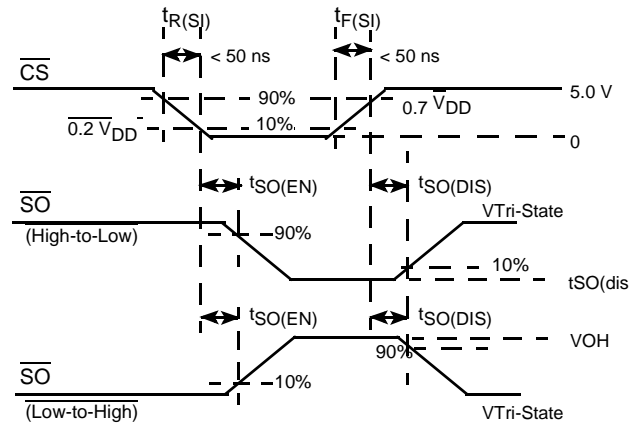 tR(SI) tF(SI)
< 50 ns < 50 ns
CS
90% 0.7 VDD 5.0 V
0.2 VDD 10% 0
tSO(EN) tSO(DIS)
SO VTri-State
(High-to-Low) 90%
10%
tSO(dis
tSO(EN) tSO(DIS)
VOH
90%
SO 10%
(Low-to-High) VTri-State